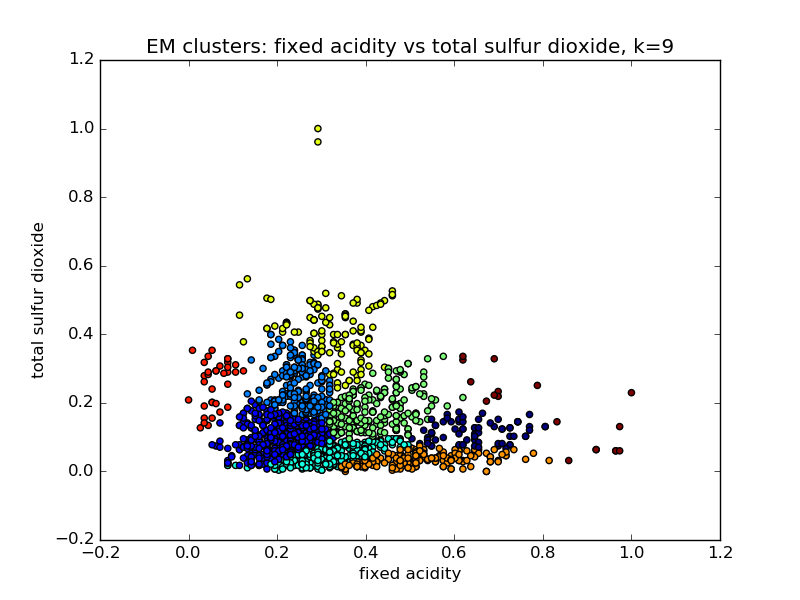 EM clusters: fixed acidity vs total sulfur dioxide, k=9
1.2
1.0
0.8
0.6
0.4
0.2
0.0
−0.2
total sulfur dioxide
−0.2 0.0 0.2 0.4 0.6 0.8 1.0 1.2
fixed acidity